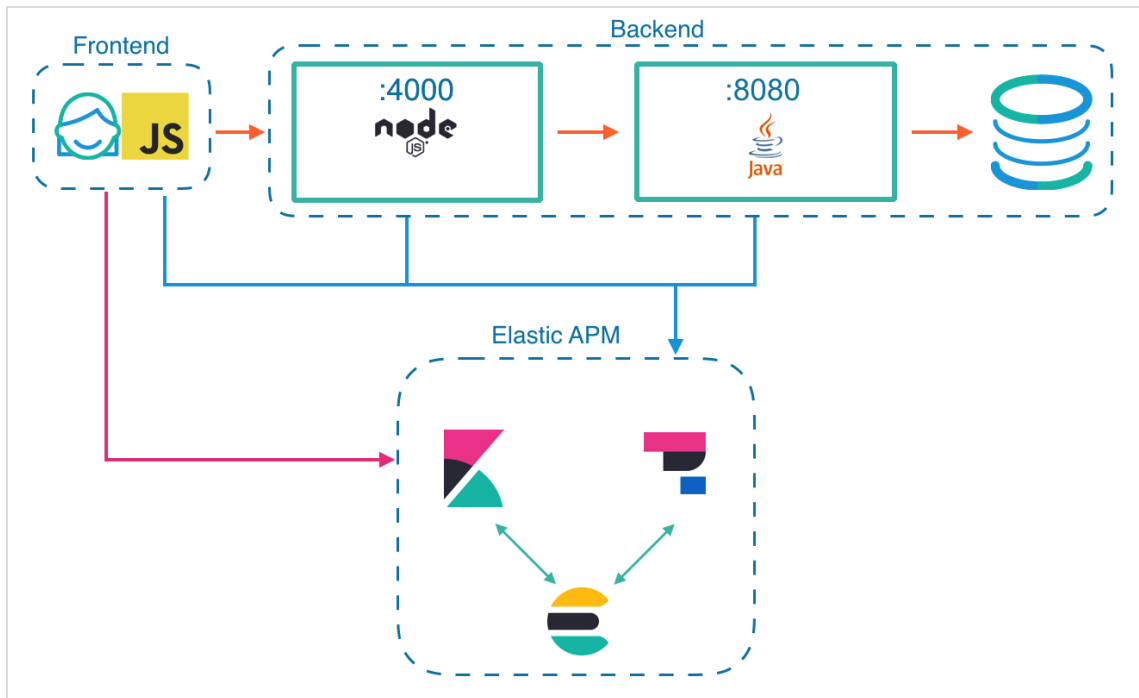 Frontend
Backend
JS
:4000
node
JS
:8080
Java
Elastic APM